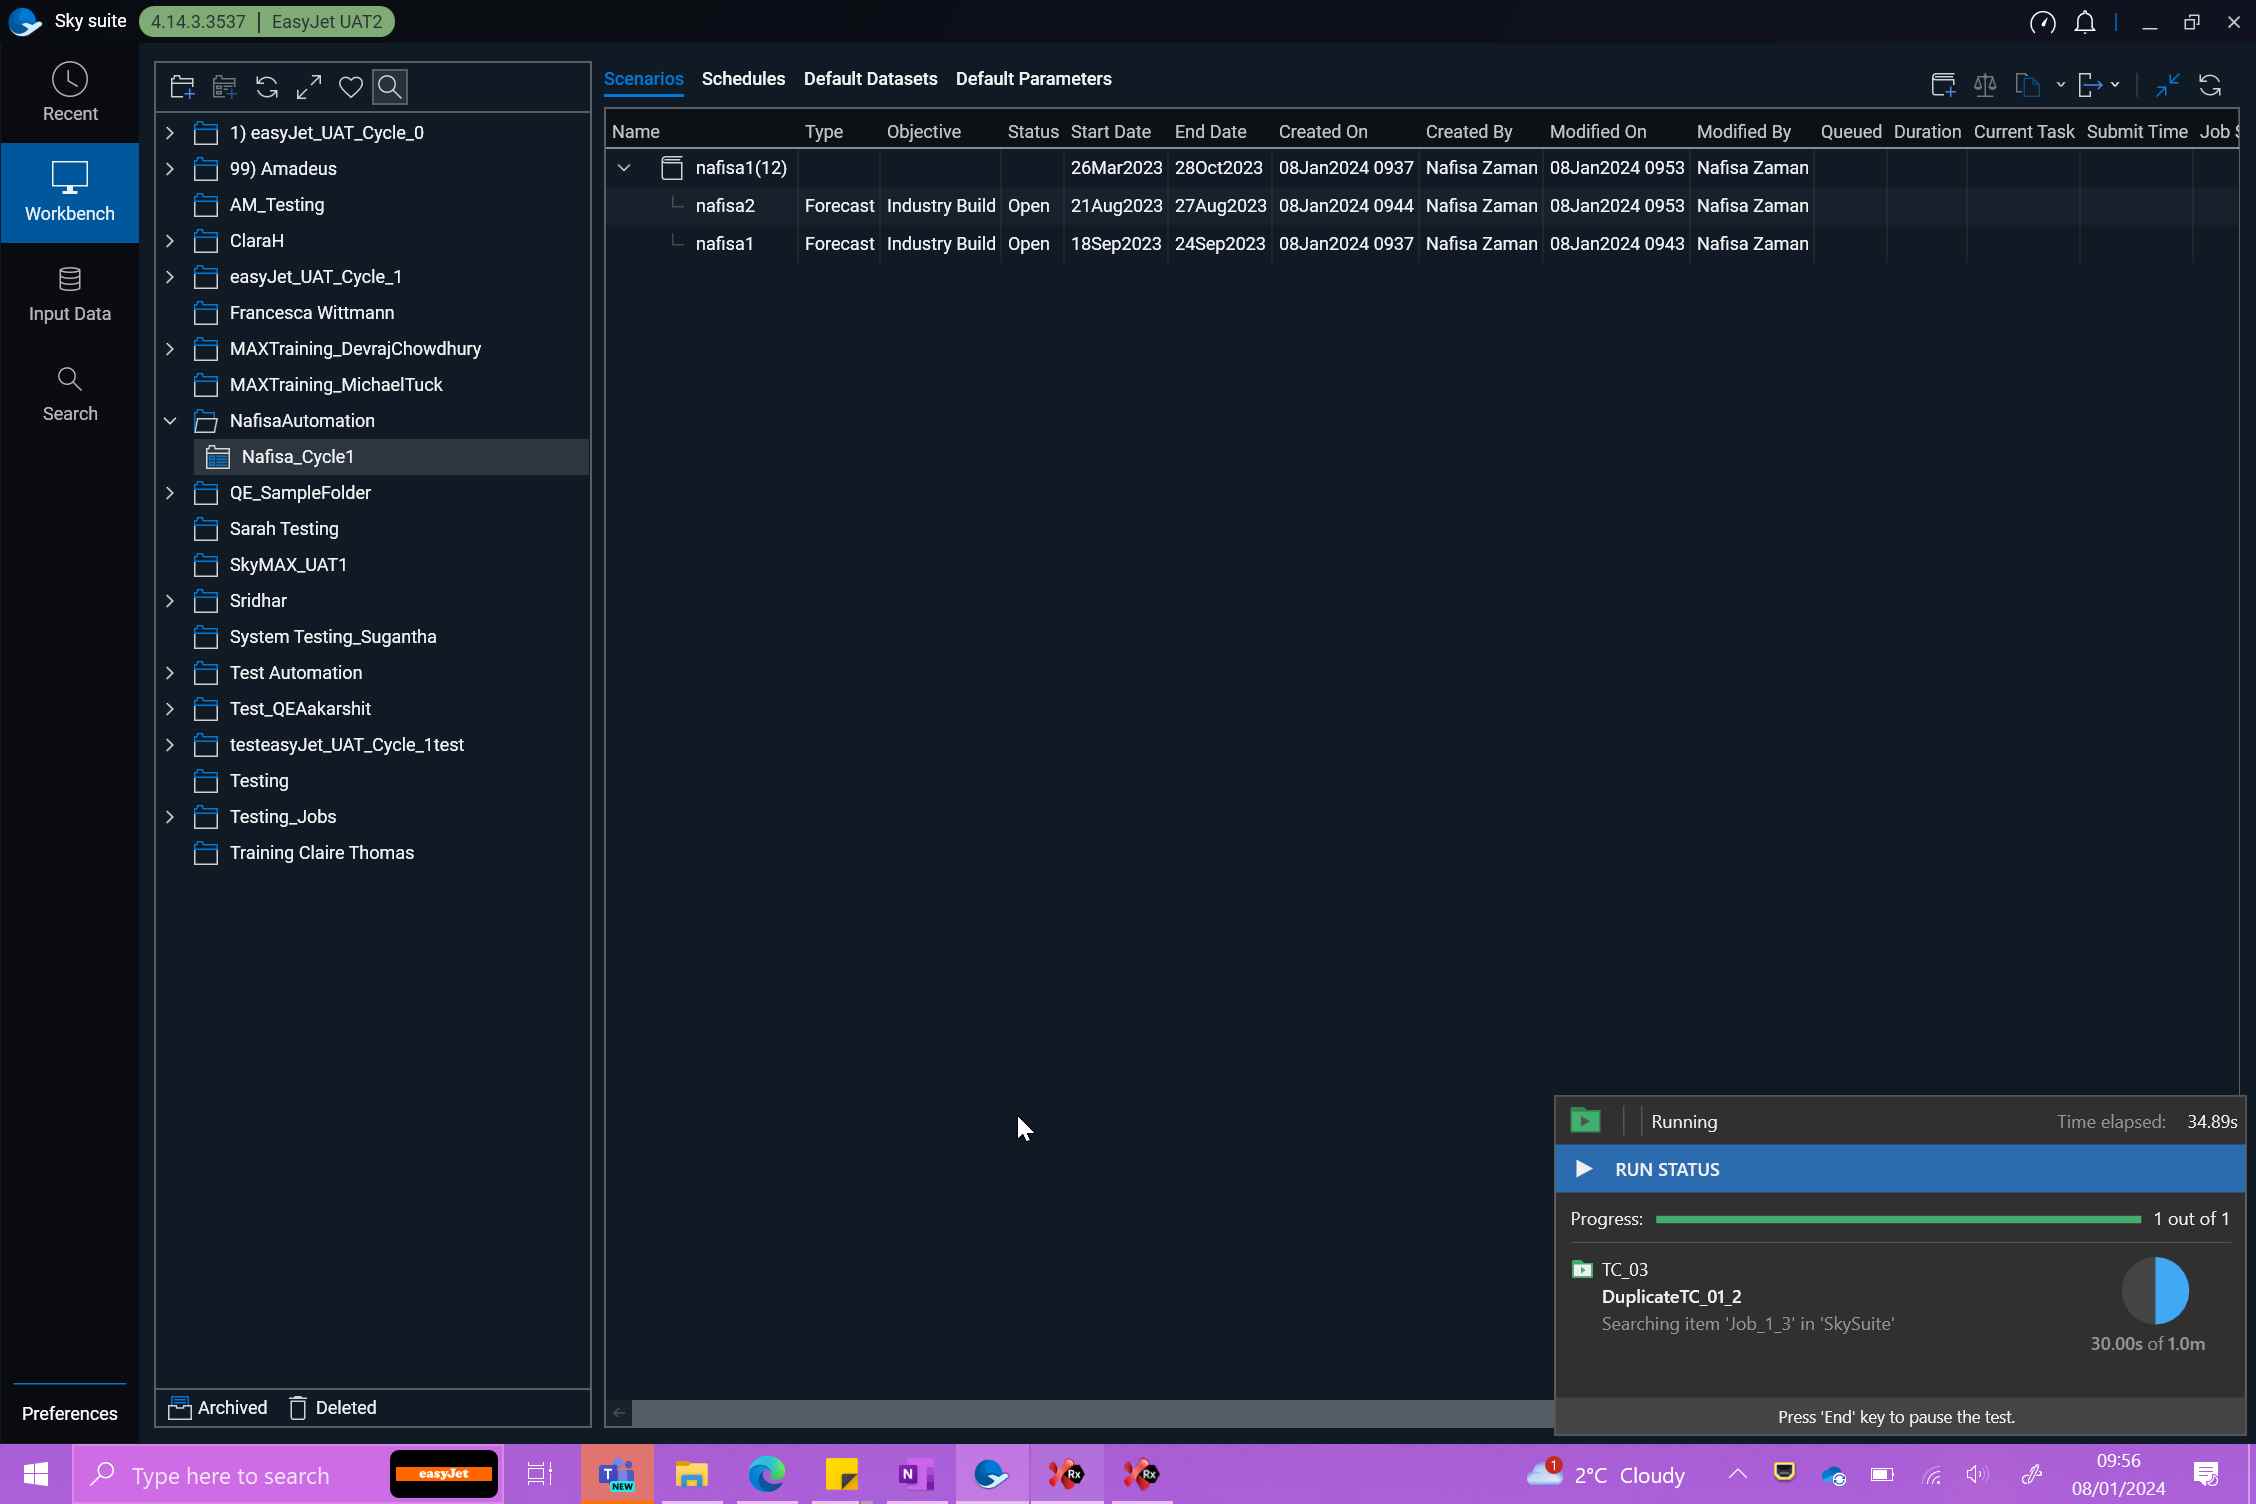 Sky suite 4.14.3.3537 | EasyJet UAT2
Recent
Workbench
Input Data
Search
Preferences
1) easyJet_UAT_Cycle_0
99) Amadeus
AM_Testing
ClaraH
easyJet_UAT_Cycle_1
Francesca Wittmann
MAXTraining_DevrajChowdhury
MAXTraining_MichaelTuck
NafisaAutomation
Nafisa_Cycle1
QE_SampleFolder
Sarah Testing
SkyMAX_UAT1
Sridhar
System Testing_Sugantha
Test Automation
Test_QEAakarshit
testeasyJet_UAT_Cycle_1test
Testing
Testing_Jobs
Training Claire Thomas
Archived Deleted
Scenarios Schedules Default Datasets Default Parameters
Name Type Objective Status Start Date End Date Created On Created By Modified On Modified By Queued Duration Current Task Submit Time Job
nafisa1(12) 26Mar2023 28Oct2023 08Jan2024 0937 Nafisa Zaman 08Jan2024 0953 Nafisa Zaman
nafisa2 Forecast Industry Build Open 21Aug2023 27Aug2023 08Jan2024 0944 Nafisa Zaman 08Jan2024 0953 Nafisa Zaman
nafisa1 Forecast Industry Build Open 18Sep2023 24Sep2023 08Jan2024 0937 Nafisa Zaman 08Jan2024 0943 Nafisa Zaman
Running Time elapsed: 34.89s
RUN STATUS
Progress: 1 out of 1
TC_03
DuplicateTC_01_2
Searching item 'Job_1_3' in 'SkySuite'
30.00s of 1.0m
Press 'End' key to pause the test.
Type here to search
easyJet
T
NEW
N
Rx
Rx
1
2°C Cloudy
09:56
08/01/2024